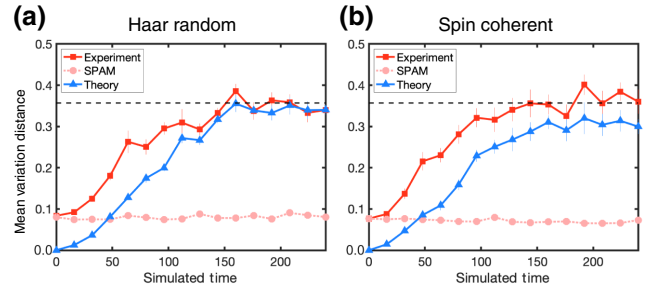 (a)
Haar random
(b)
Spin coherent
Mean variation distance
0.5
0.4
0.3
0.2
0.1
0.0
Experiment
SPAM
Theory
0
50
100
150
200
Simulated time
0.5
0.4
0.3
0.2
0.1
0.0
Experiment
SPAM
Theory
0
50
100
150
200
Simulated time